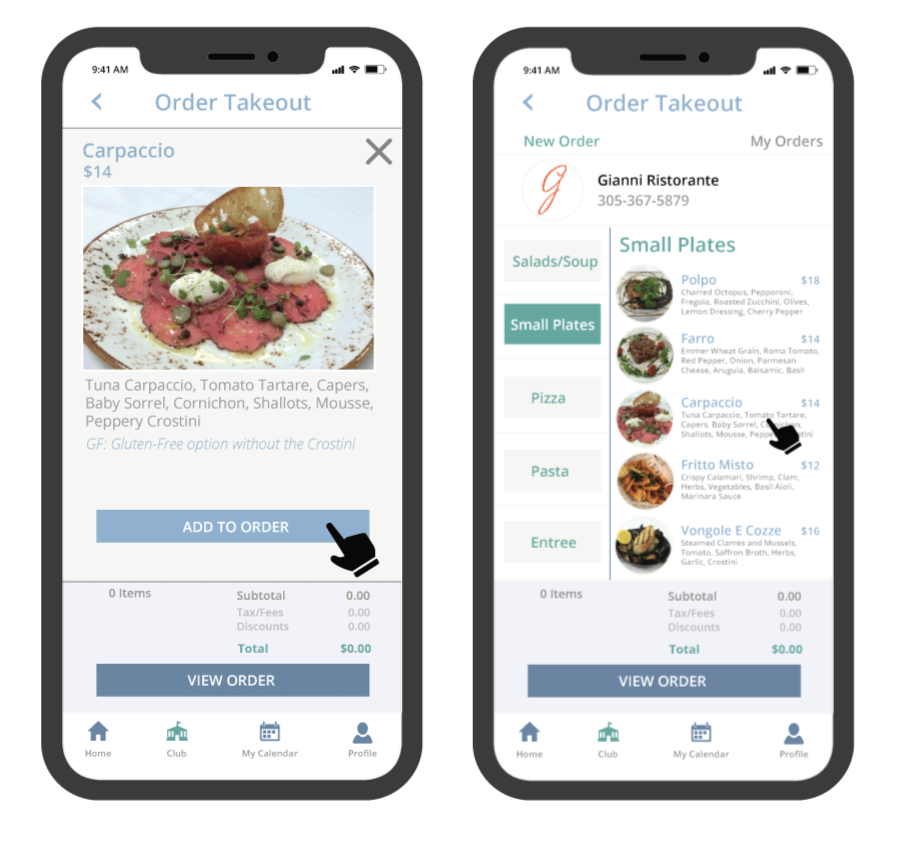 9:41 AM
Order Takeout
Carpaccio
$14
Tuna Carpaccio, Tomato Tartare, Capers,
Baby Sorrel, Cornichon, Shallots, Mousse,
Peppery Crostini
GF: Gluten-Free option without the Crostini
ADD TO ORDER
0 Items
Subtotal 0.00
Tax/Fees 0.00
Discounts 0.00
Total $0.00
VIEW ORDER
Home Club My Calendar Profile
9:41 AM
Order Takeout
New Order My Orders
g
Gianni Ristorante
305-367-5879
Salads/Soup
Small Plates
Pizza
Pasta
Entree
Small Plates
Polpo $18
Charred Octopus, Pepporoni,
Fregola, Roasted Zucchini, Olives,
Lemon Dressing, Cherry Pepper
Farro $14
Emmer Wheat Grain, Roma Tomato,
Red Pepper, Onion, Parmesan
Cheese, Aruguia, Balsamic, Basil
Carpaccio $14
Tuna Carpaccio, Tomato Tartare,
Capers, Baby Sorrel,
Shallots, Mousse,
Fritto Misto $12
Crispy Calamari, Shrimp, Clam,
Herbs, Vegetables, Basil Aioli,
Marinara Sauce
Vongole E Cozze $16
Steamed Clames and Mussels,
Tomato, Saffron Broth, Herbs,
Garlic, Crostini
0 Items
Subtotal 0.00
Tax/Fees 0.00
Discounts 0.00
Total $0.00
VIEW ORDER
Home Club My Calendar Profile